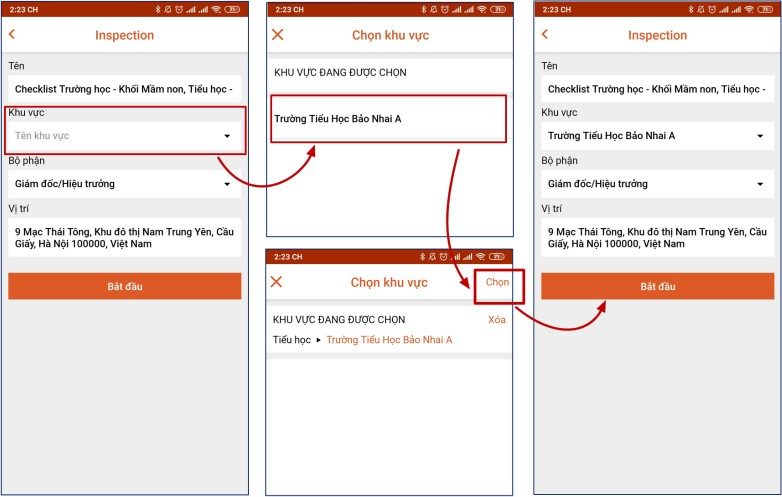 2:23 CH
Inspection
Tên
Checklist Trường học - Khối Mầm non, Tiểu học -
Khu vực
Tên khu vực
Bộ phận
Giám đốc/Hiệu trưởng
Vị trí
9 Mạc Thái Tông, Khu đô thị Nam Trung Yên, Cầu
Giấy, Hà Nội 100000, Việt Nam
Bắt đầu
2:23 CH
Chọn khu vực
KHU VỰC ĐANG ĐƯỢC CHỌN
Trường Tiểu Học Bảo Nhai A
2:23 CH
Chọn khu vực
Chọn
KHU VỰC ĐANG ĐƯỢC CHỌN
Xóa
Tiểu học ▶ Trường Tiểu Học Bảo Nhai A
2:23 CH
Inspection
Tên
Checklist Trường học - Khối Mầm non, Tiểu học -
Khu vực
Trường Tiểu Học Bảo Nhai A
Bộ phận
Giám đốc/Hiệu trưởng
Vị trí
9 Mạc Thái Tông, Khu đô thị Nam Trung Yên, Cầu
Giấy, Hà Nội 100000, Việt Nam
Bắt đầu